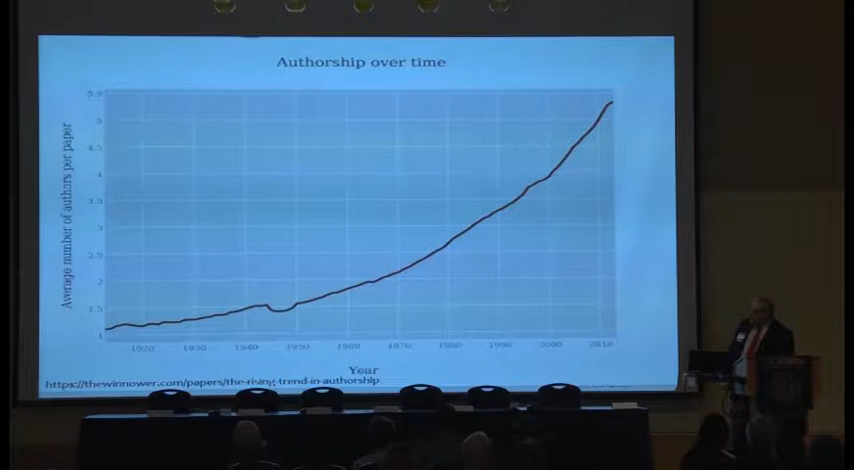 Authorship over time
Average number of authors per paper
5.5
5
4.5
4
3.5
3
2.5
2
1.5
1
1920 1930 1940 1950 1960 1970 1980 1990 2000 2010
Year
https://thewinnower.com/papers/the-rising-trend-in-authorship